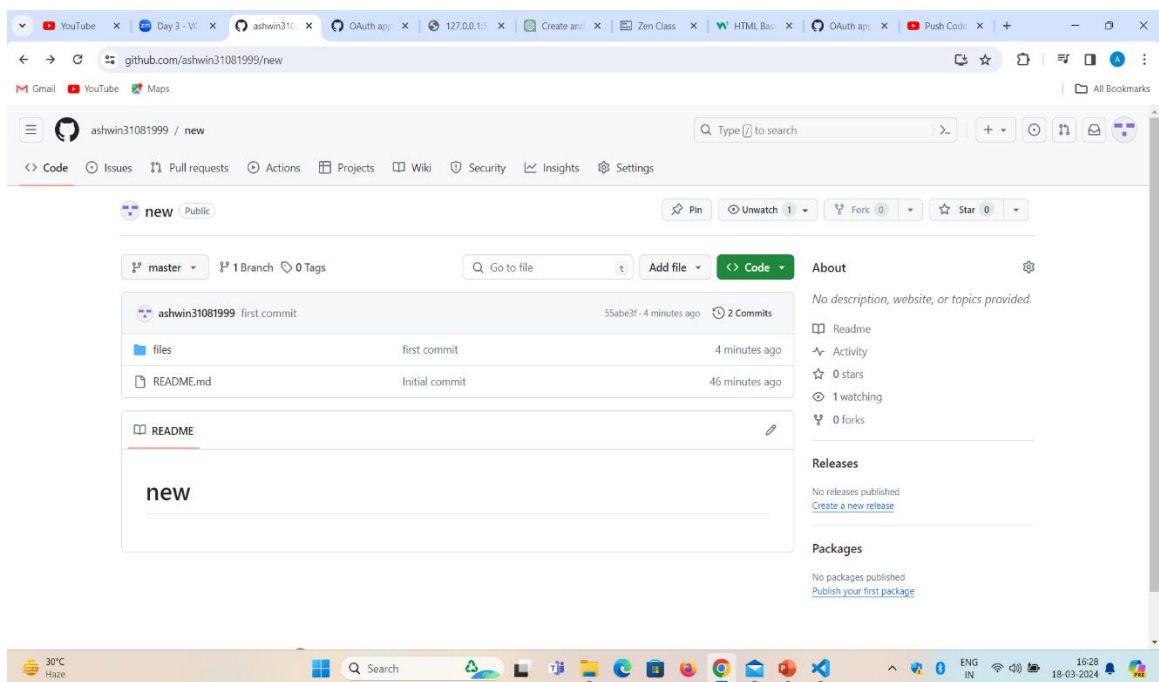 YouTube
Day 3 - VC
ashwin310
OAuth app
127.0.0.1:5
Create and
Zen Class
HTML Bas
OAuth app
Push Code
github.com/ashwin31081999/new
Gmail YouTube Maps All Bookmarks
ashwin31081999 / new
Type / to search
Code Issues Pull requests Actions Projects Wiki Security Insights Settings
new Public
Pin Unwatch 1 Fork 0 Star 0
master 1 Branch 0 Tags
Go to file t Add file Code
ashwin31081999 first commit 55abe3f · 4 minutes ago 2 Commits
files first commit 4 minutes ago
README.md Initial commit 46 minutes ago
README
new
About
No description, website, or topics provided.
Readme
Activity
0 stars
1 watching
0 forks
Releases
No releases published
Create a new release
Packages
No packages published
Publish your first package
30°C
Haze
Search
ENG
IN
16:28
18-03-2024